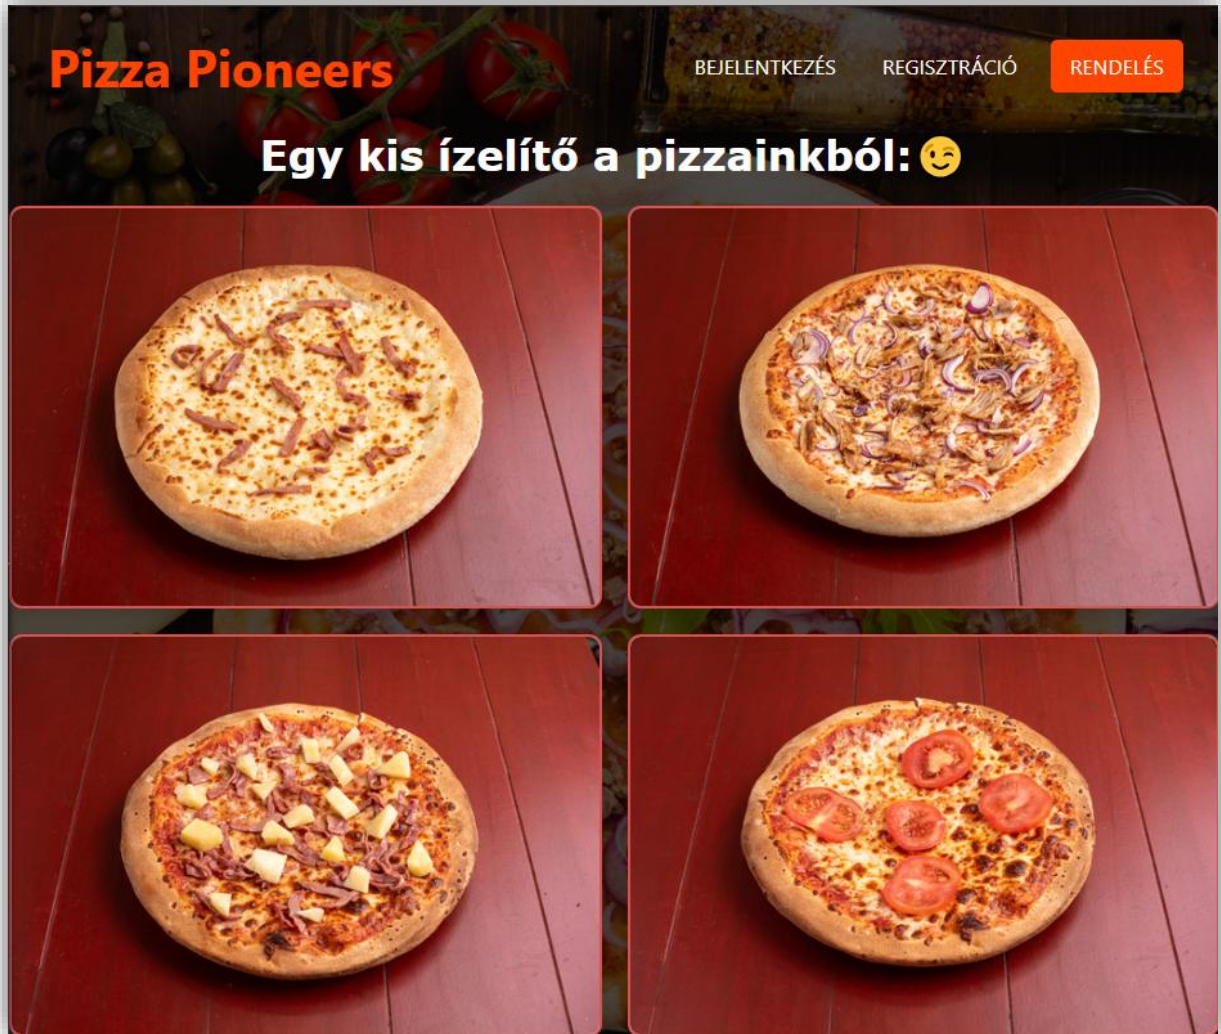 Pizza Pioneers
BEJELENTKEZÉS REGISZTRÁCIÓ RENDELÉS
Egy kis ízelítő a pizzainkból:😉